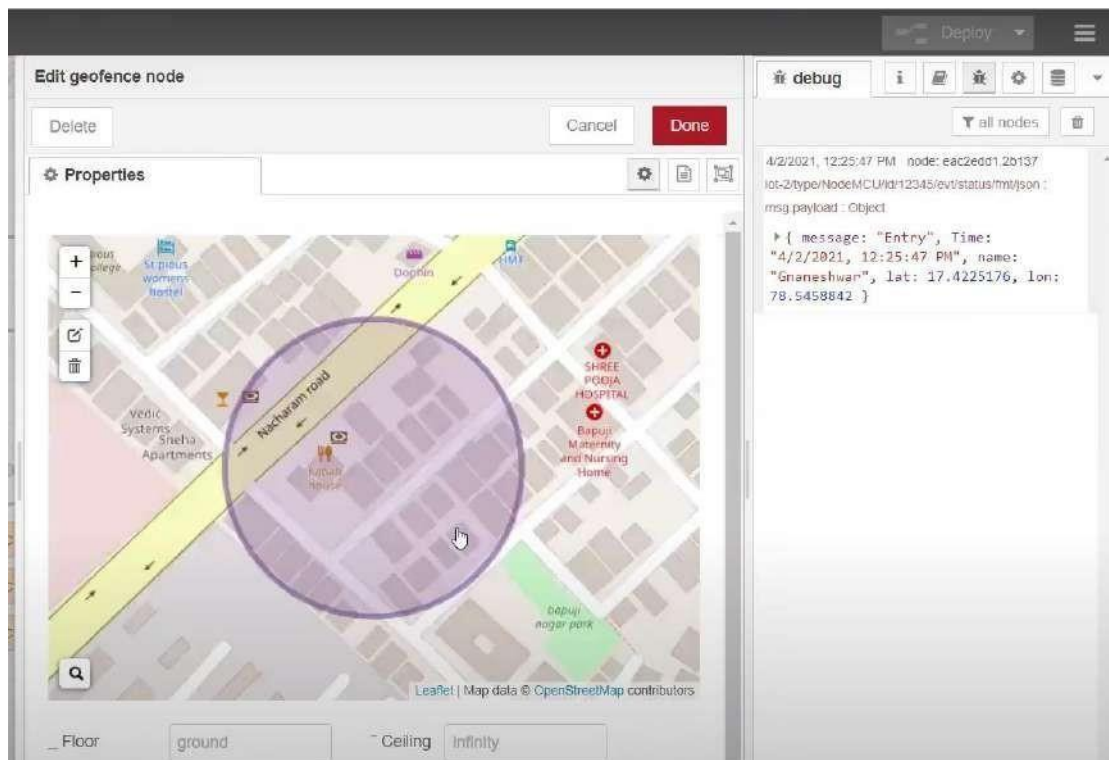 Deploy
Edit geofence node
Delete
Cancel
Done
Properties
debug
i
all nodes
4/2/2021, 12:25:47 PM node: eac2edd1.2b137
iot-2/type/NodeMCU/id/12345/evt/status/fmt/json :
msg.payload : Object
{ message: "Entry", Time:
"4/2/2021, 12:25:47 PM", name:
"Gnaneshwar", lat: 17.4225176, lon:
78.5458842 }
+
−
St pious
womens
Hostel
Dolphin
HMT
SHREE
POOJA
HOSPITAL
Bapuji
Maternity
and Nursing
Home
Nacharam road
Vedic
Systems
Sneha
Apartments
House
bapuji
nagar park
Leaflet | Map data © OpenStreetMap contributors
Floor
ground
Ceiling
Infinity